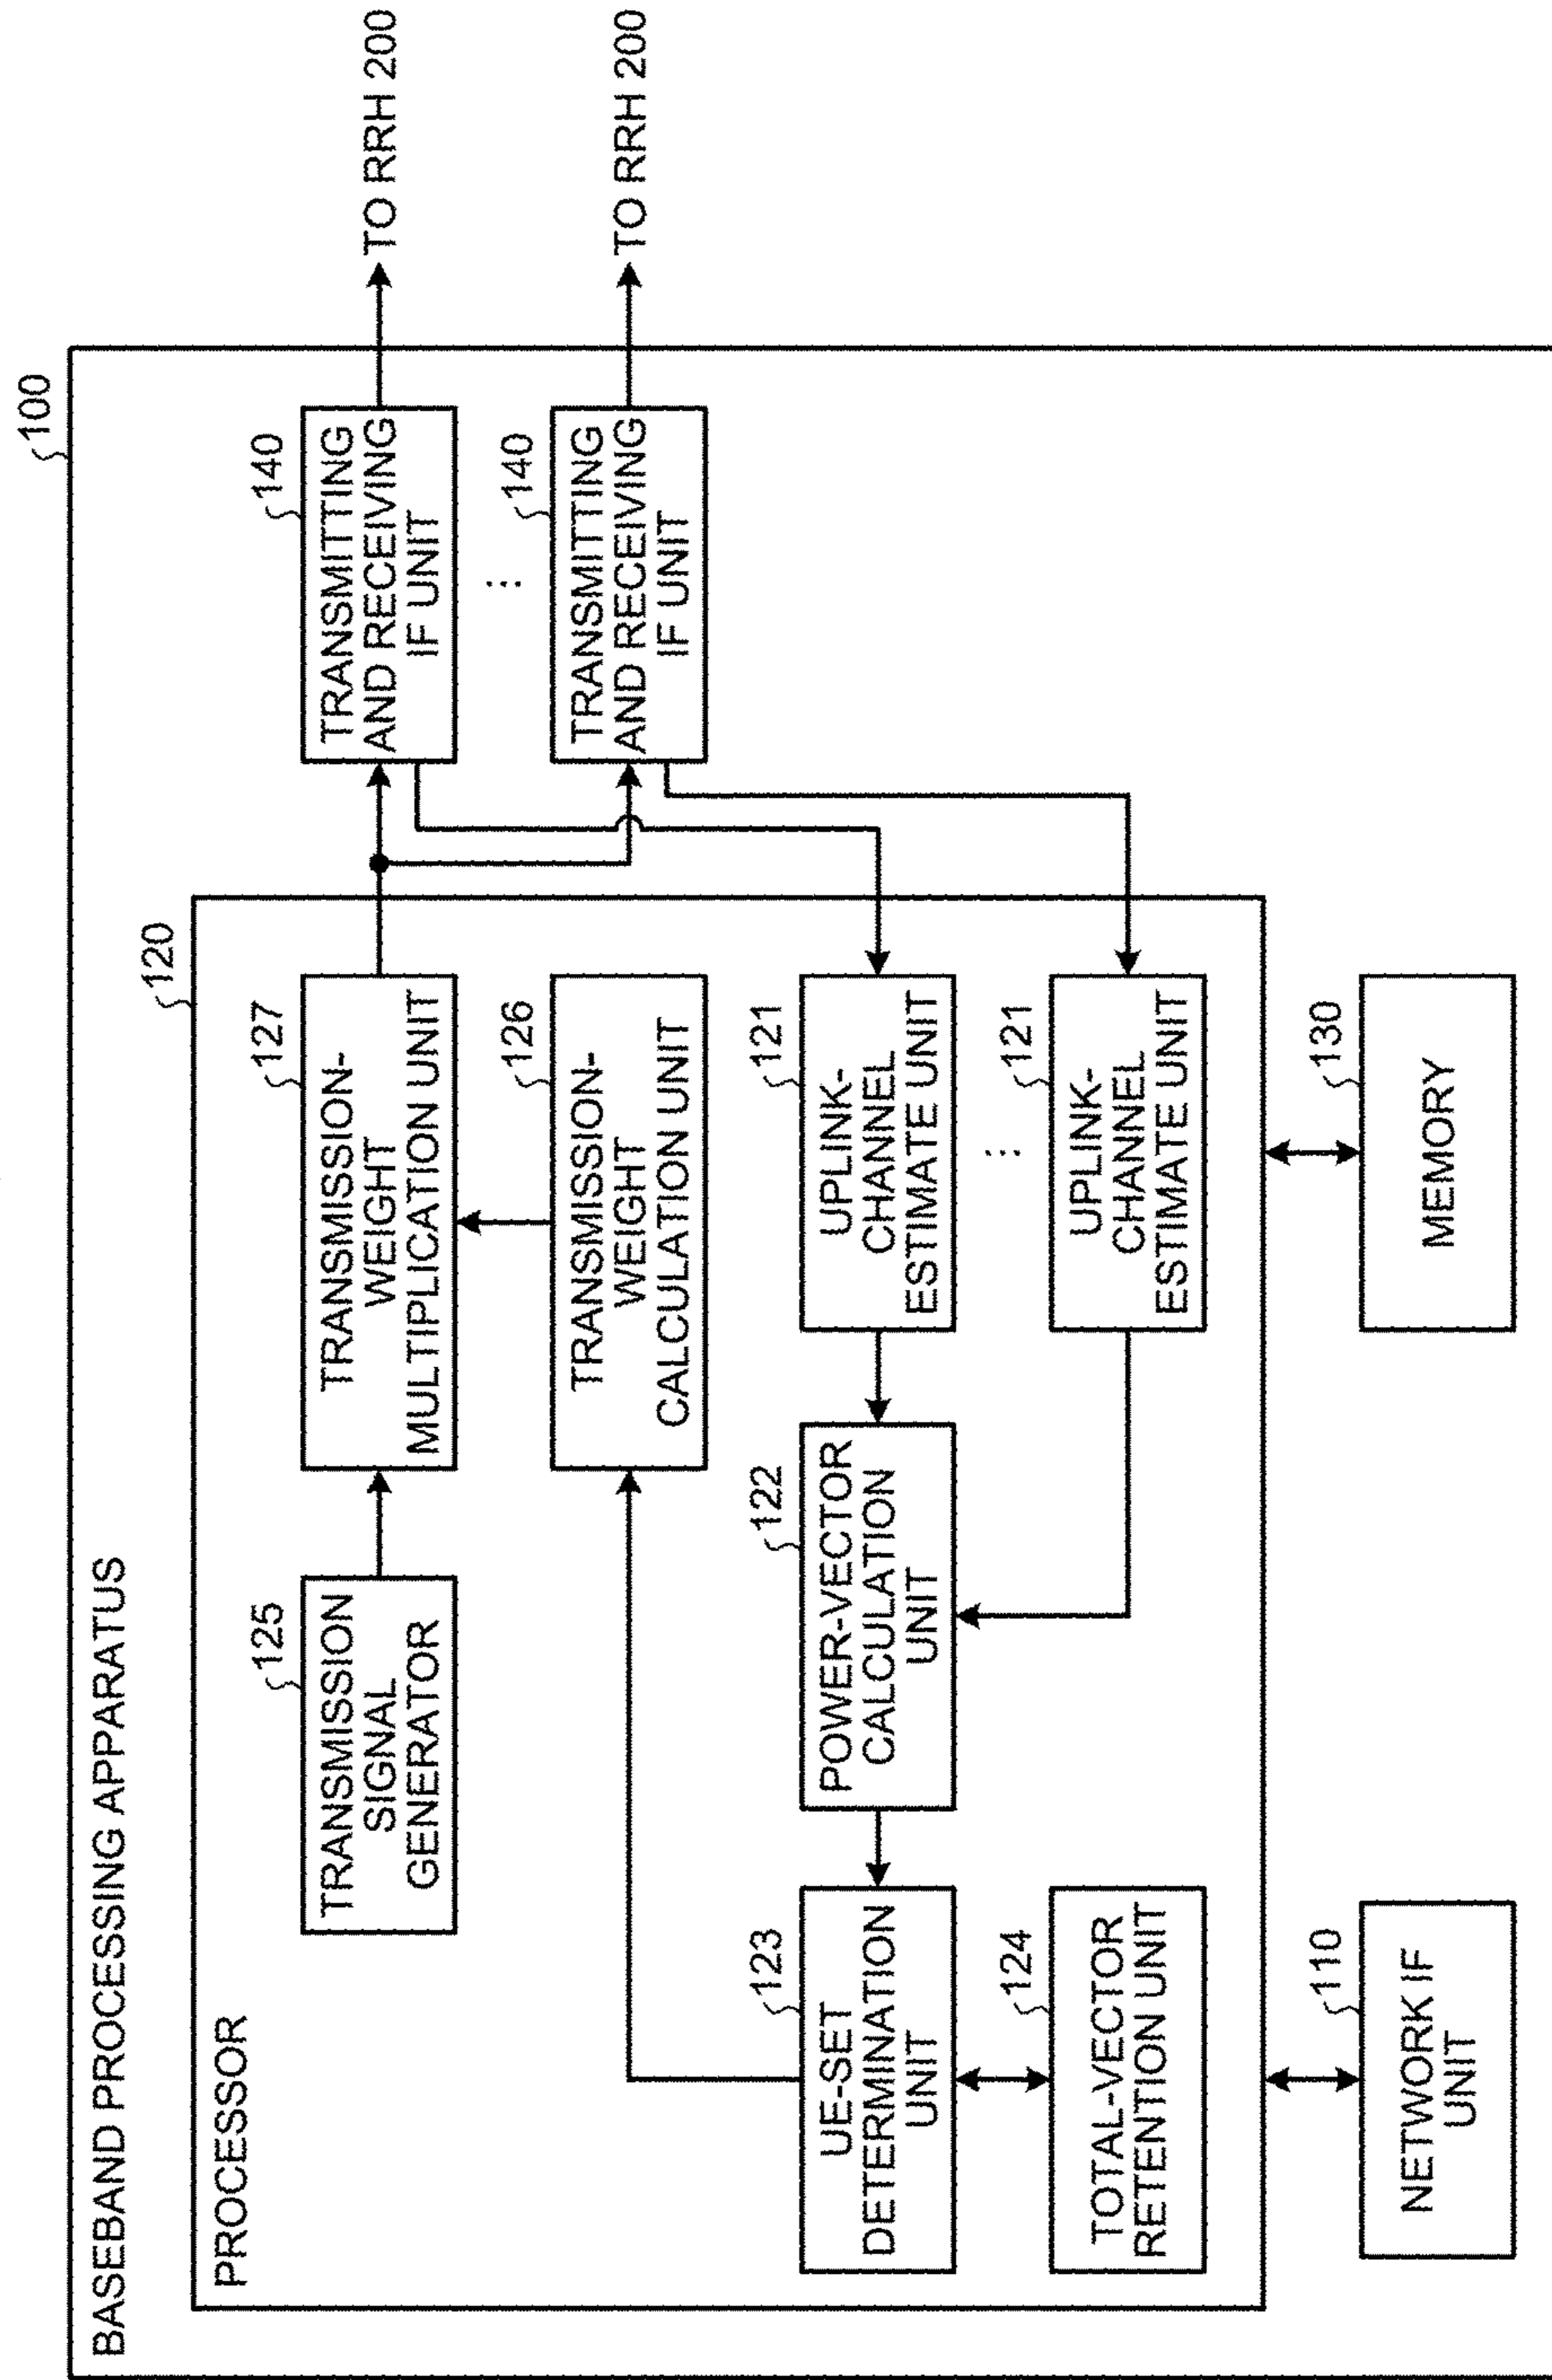 100
BASEBAND PROCESSING APPARATUS
120
PROCESSOR
125
TRANSMISSION
SIGNAL
GENERATOR
127
TRANSMISSION-
WEIGHT
MULTIPLICATION UNIT
140
TRANSMITTING
AND RECEIVING
IF UNIT
TO RRH 200
126
TRANSMISSION-
WEIGHT
CALCULATION UNIT
140
TRANSMITTING
AND RECEIVING
IF UNIT
TO RRH 200
123
UE-SET
DETERMINATION
UNIT
122
POWER-VECTOR
CALCULATION
UNIT
121
UPLINK-
CHANNEL
ESTIMATE UNIT
124
TOTAL-VECTOR
RETENTION UNIT
121
UPLINK-
CHANNEL
ESTIMATE UNIT
110
NETWORK IF
UNIT
130
MEMORY